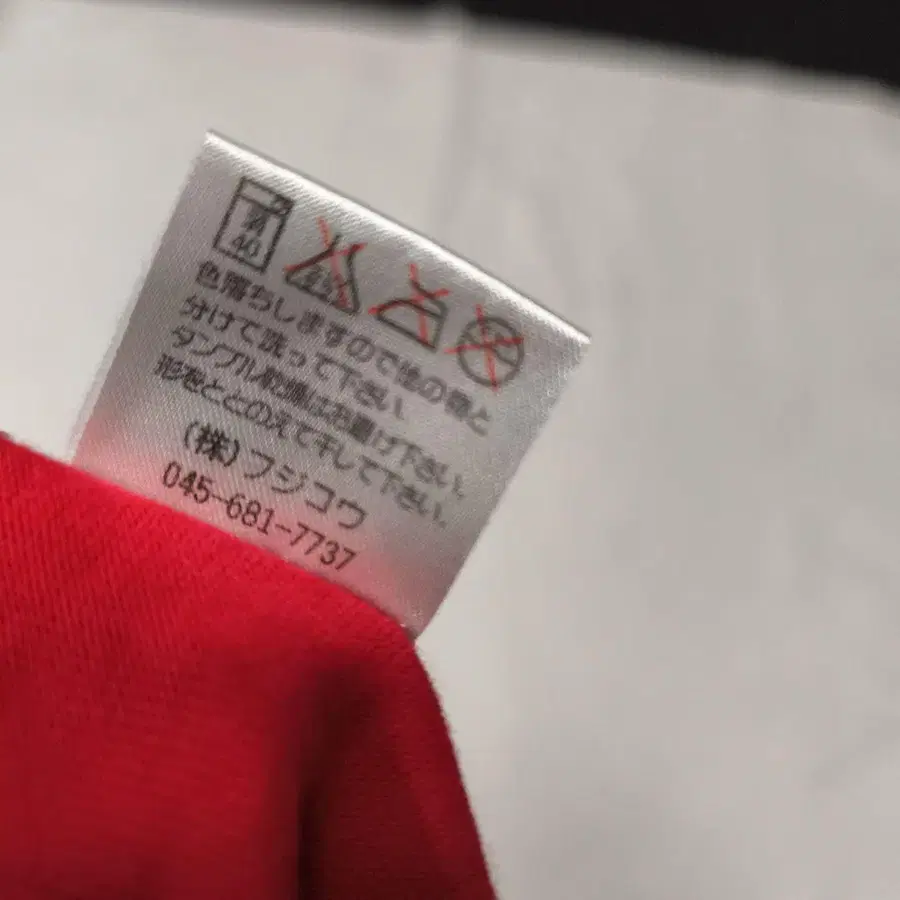 弱
40
色落ちしますので他の物と
分けて洗って下さい。
タンブル乾燥はお避け下さい。
形をととのえて干して下さい。
(株)フジコウ
045-681-7737